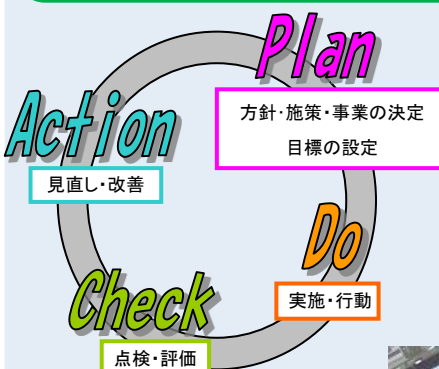 Plan
方針・施策・事業の決定
目標の設定
Do
実施・行動
Check
点検・評価
Action
見直し・改善